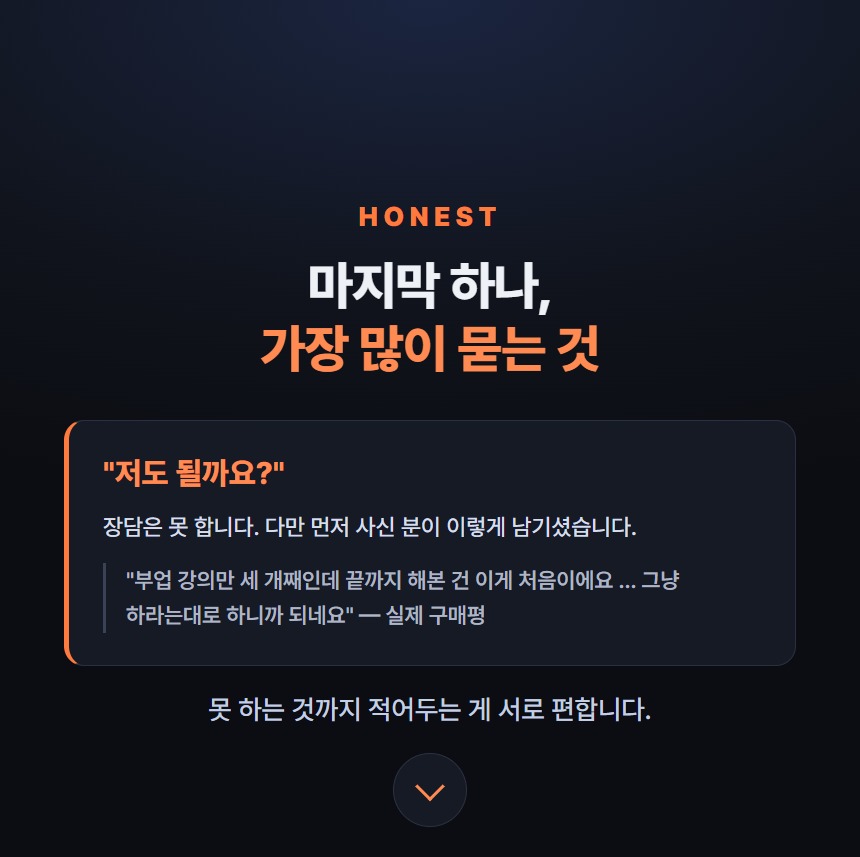 HONEST
마지막 하나,
가장 많이 묻는 것
"저도 될까요?"
장담은 못 합니다. 다만 먼저 사신 분이 이렇게 남기셨습니다.
"부업 강의만 세 개째인데 끝까지 해본 건 이게 처음이에요 ... 그냥
하라는대로 하니까 되네요" — 실제 구매평
못 하는 것까지 적어두는 게 서로 편합니다.